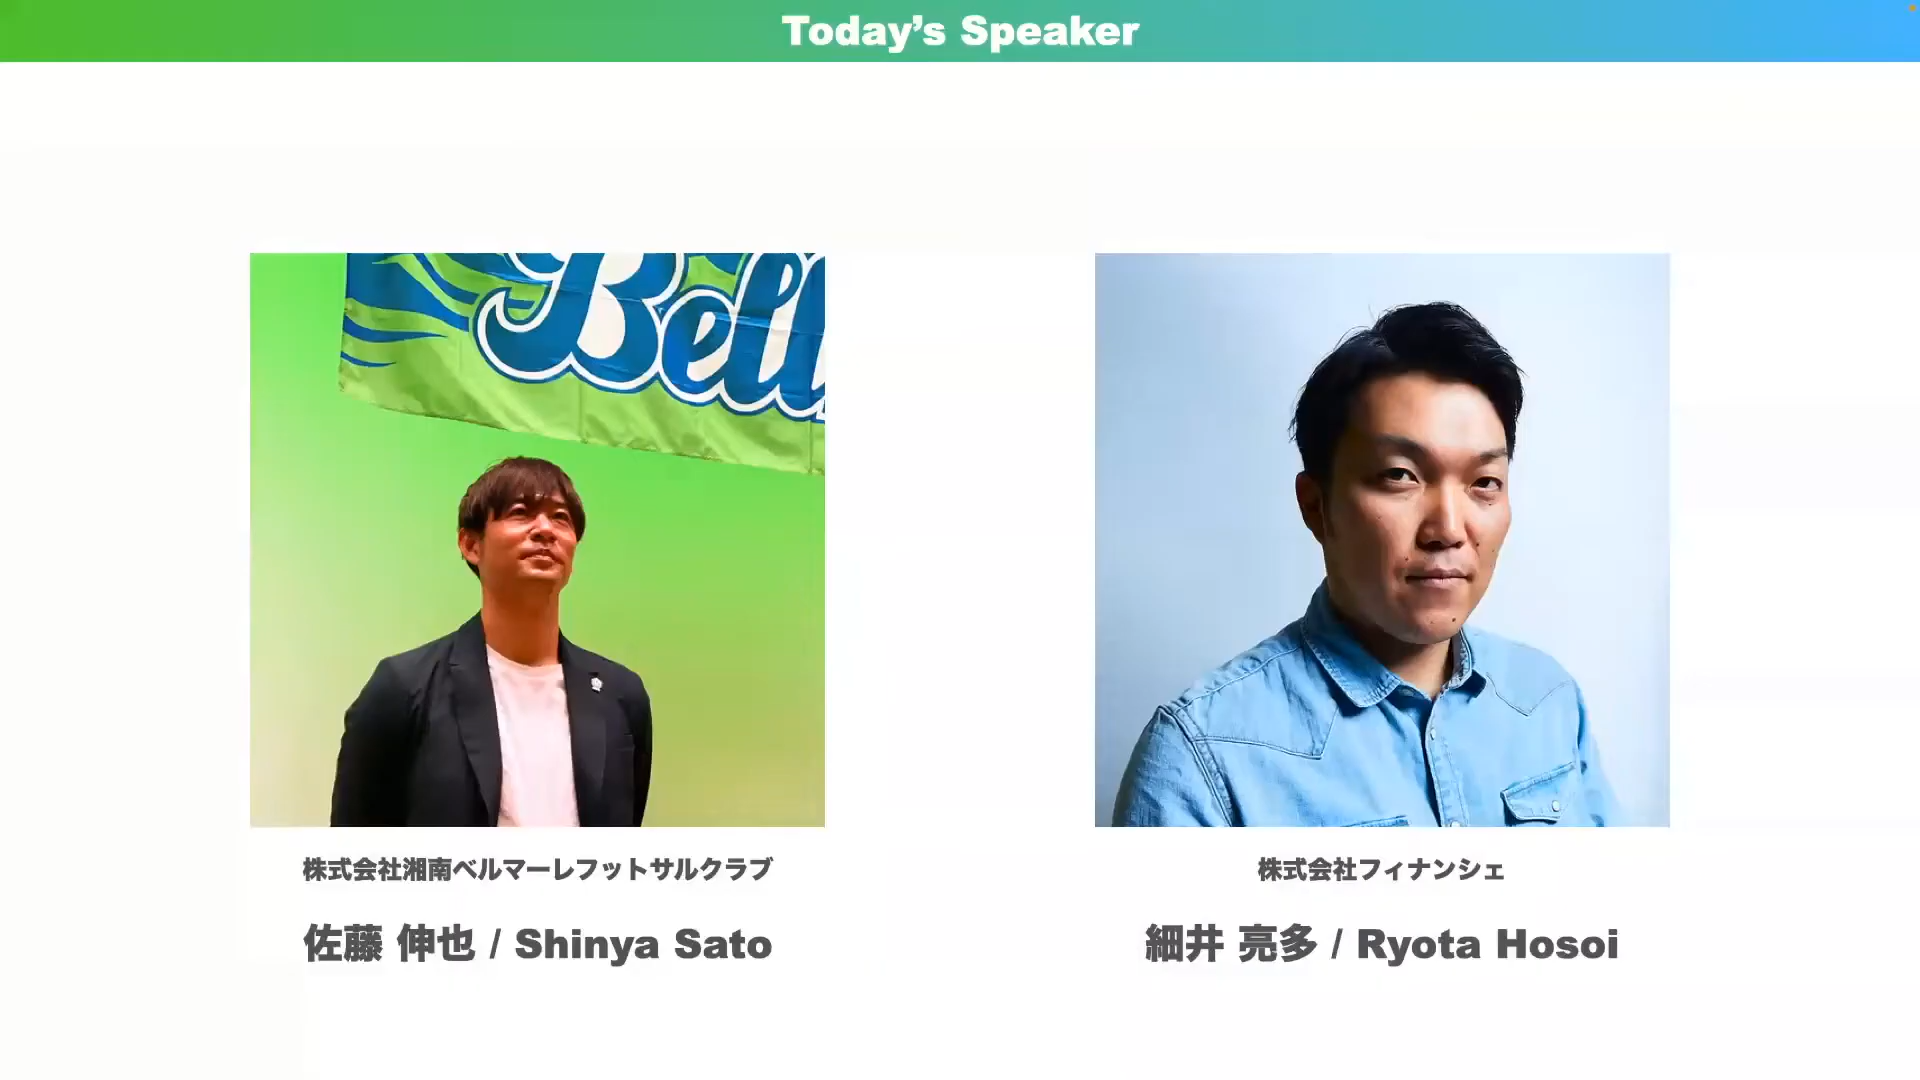 Today’s Speaker
Bell
株式会社湘南ベルマーレフットサルクラブ
佐藤 伸也 / Shinya Sato
株式会社フィナンシェ
細井 亮多 / Ryota Hosoi